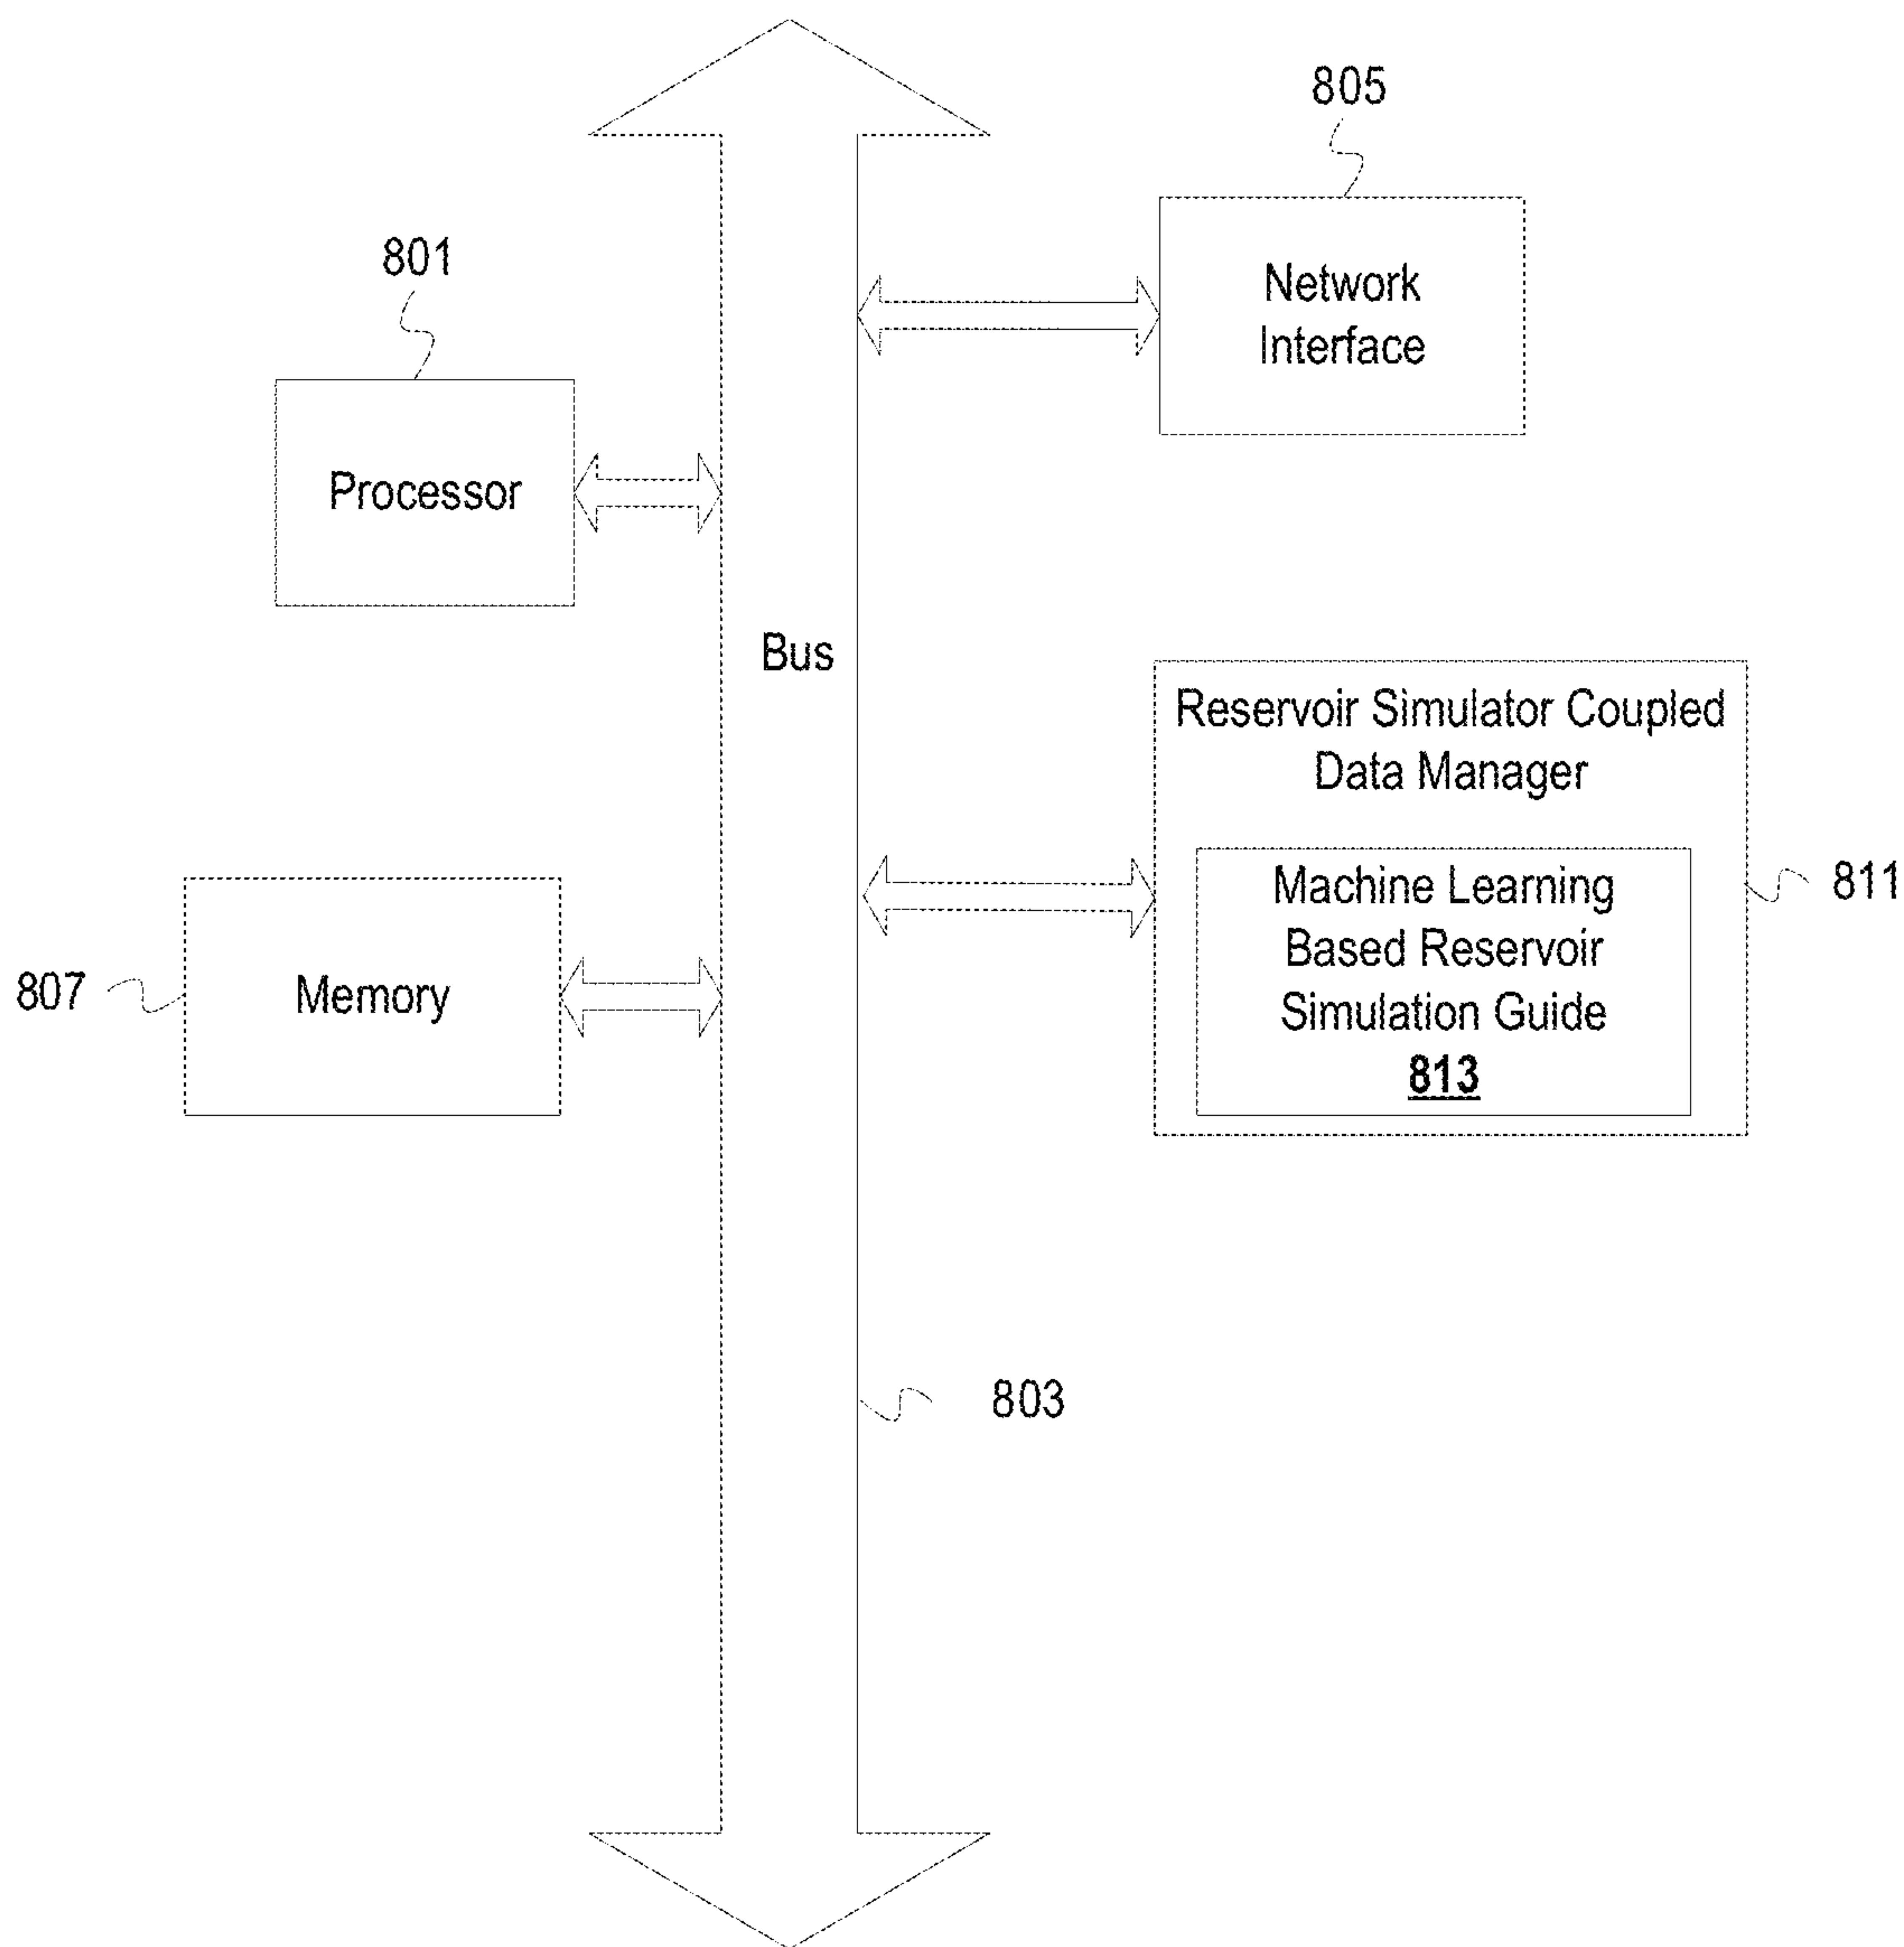 805
801
Network
Interface
Processor
Bus
Reservoir Simulator Coupled
Data Manager
Machine Learning
Based Reservoir
Simulation Guide
813
811
807
Memory
803